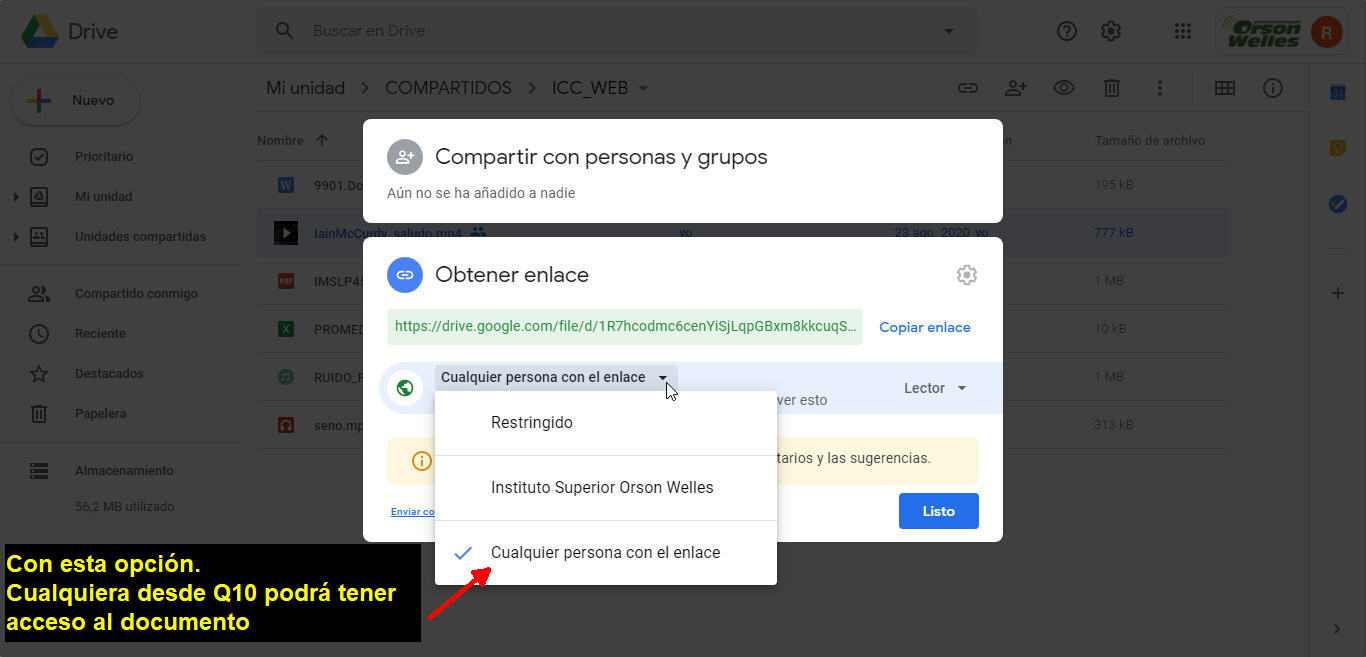 Drive
Buscar en Drive
Orson
Welles
R
Nuevo
Mi unidad
COMPARTIDOS
ICC_WEB
Prioritario
Mi unidad
Unidades compartidas
Compartido conmigo
Reciente
Destacados
Papelera
Almacenamiento
56,2 MB utilizado
Nombre
Tamaño de archivo
W 9901.Do
195 kB
IainMcCurdy_saludo.mp4
yo
23 ago. 2020 yo
777 kB
PDF
1 MB
X PROMED
10 kB
1 MB
seno.mp
313 kB
31
Compartir con personas y grupos
Aún no se ha añadido a nadie
Obtener enlace
https://drive.google.com/file/d/1R7hcodmc6cenYiSjLqpGBxm8kkcuqS…
Copiar enlace
Cualquier persona con el enlace
ver esto
Lector
Restringido
tarios y las sugerencias.
Instituto Superior Orson Welles
Enviar co
Listo
Cualquier persona con el enlace
Con esta opción.
Cualquiera desde Q10 podrá tener
acceso al documento